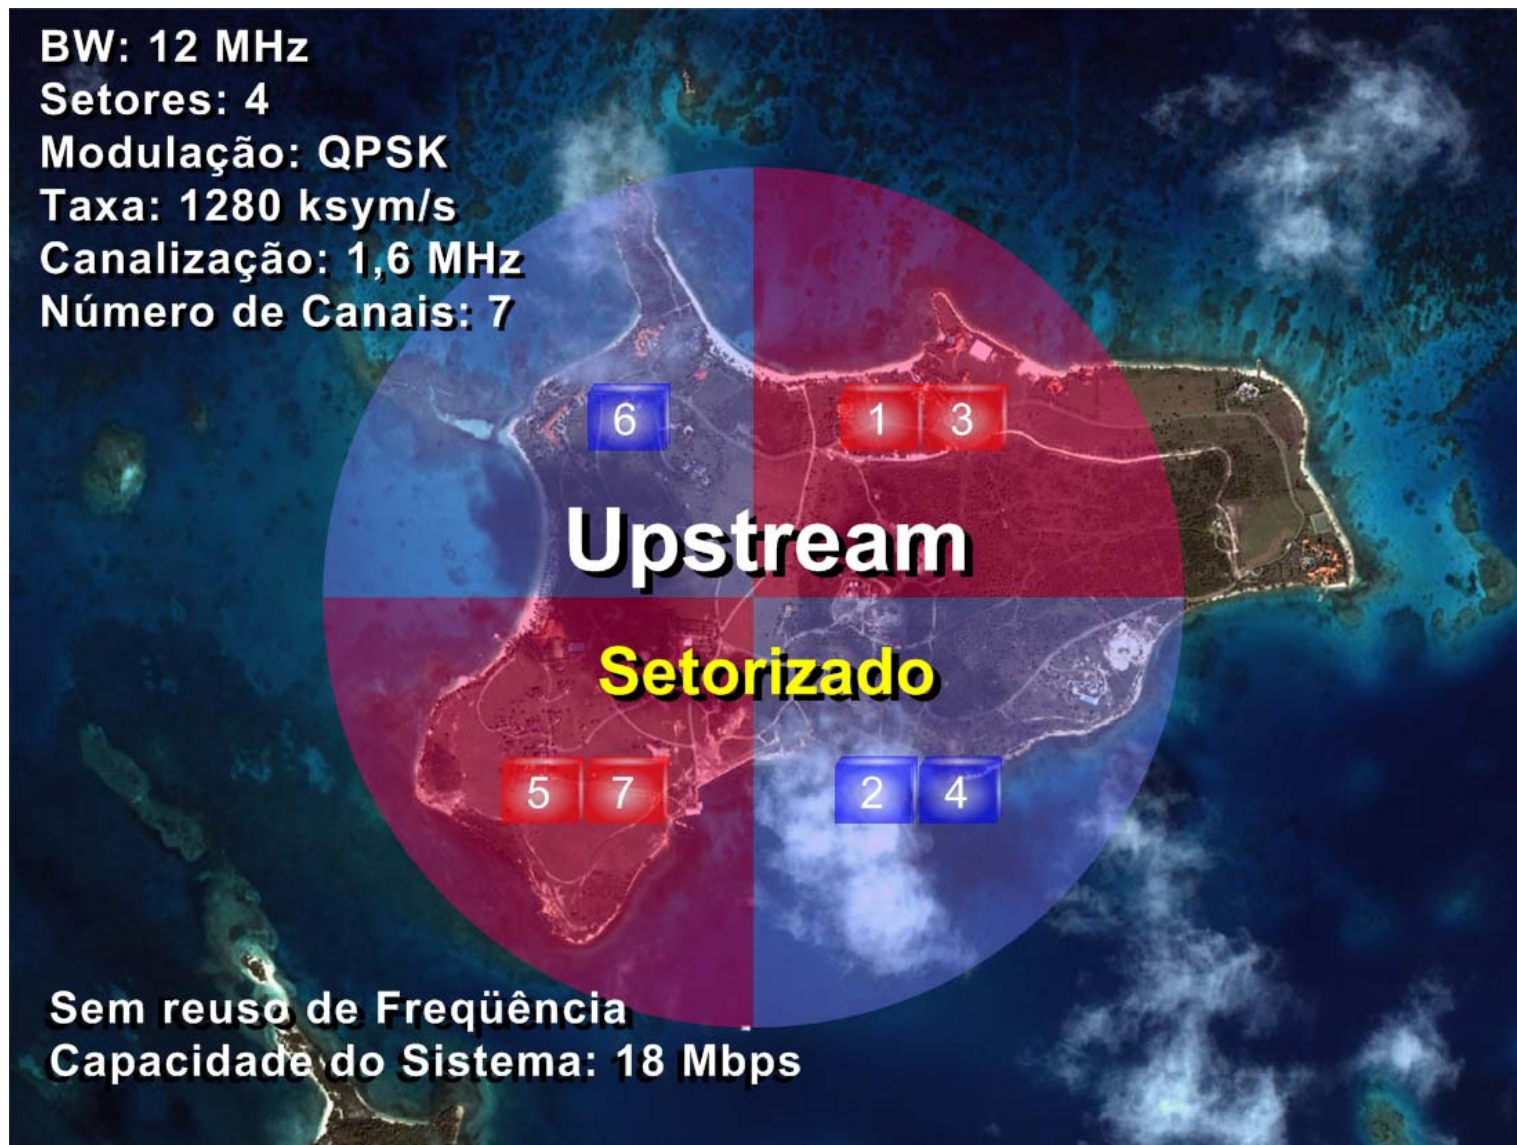 BW: 12 MHz
Setores: 4
Modulação: QPSK
Taxa: 1280 ksym/s
Canalização: 1,6 MHz
Número de Canais: 7
6
1 3
Upstream
Setorizado
5 7
2 4
Sem reuso de Freqüência
Capacidade do Sistema: 18 Mbps